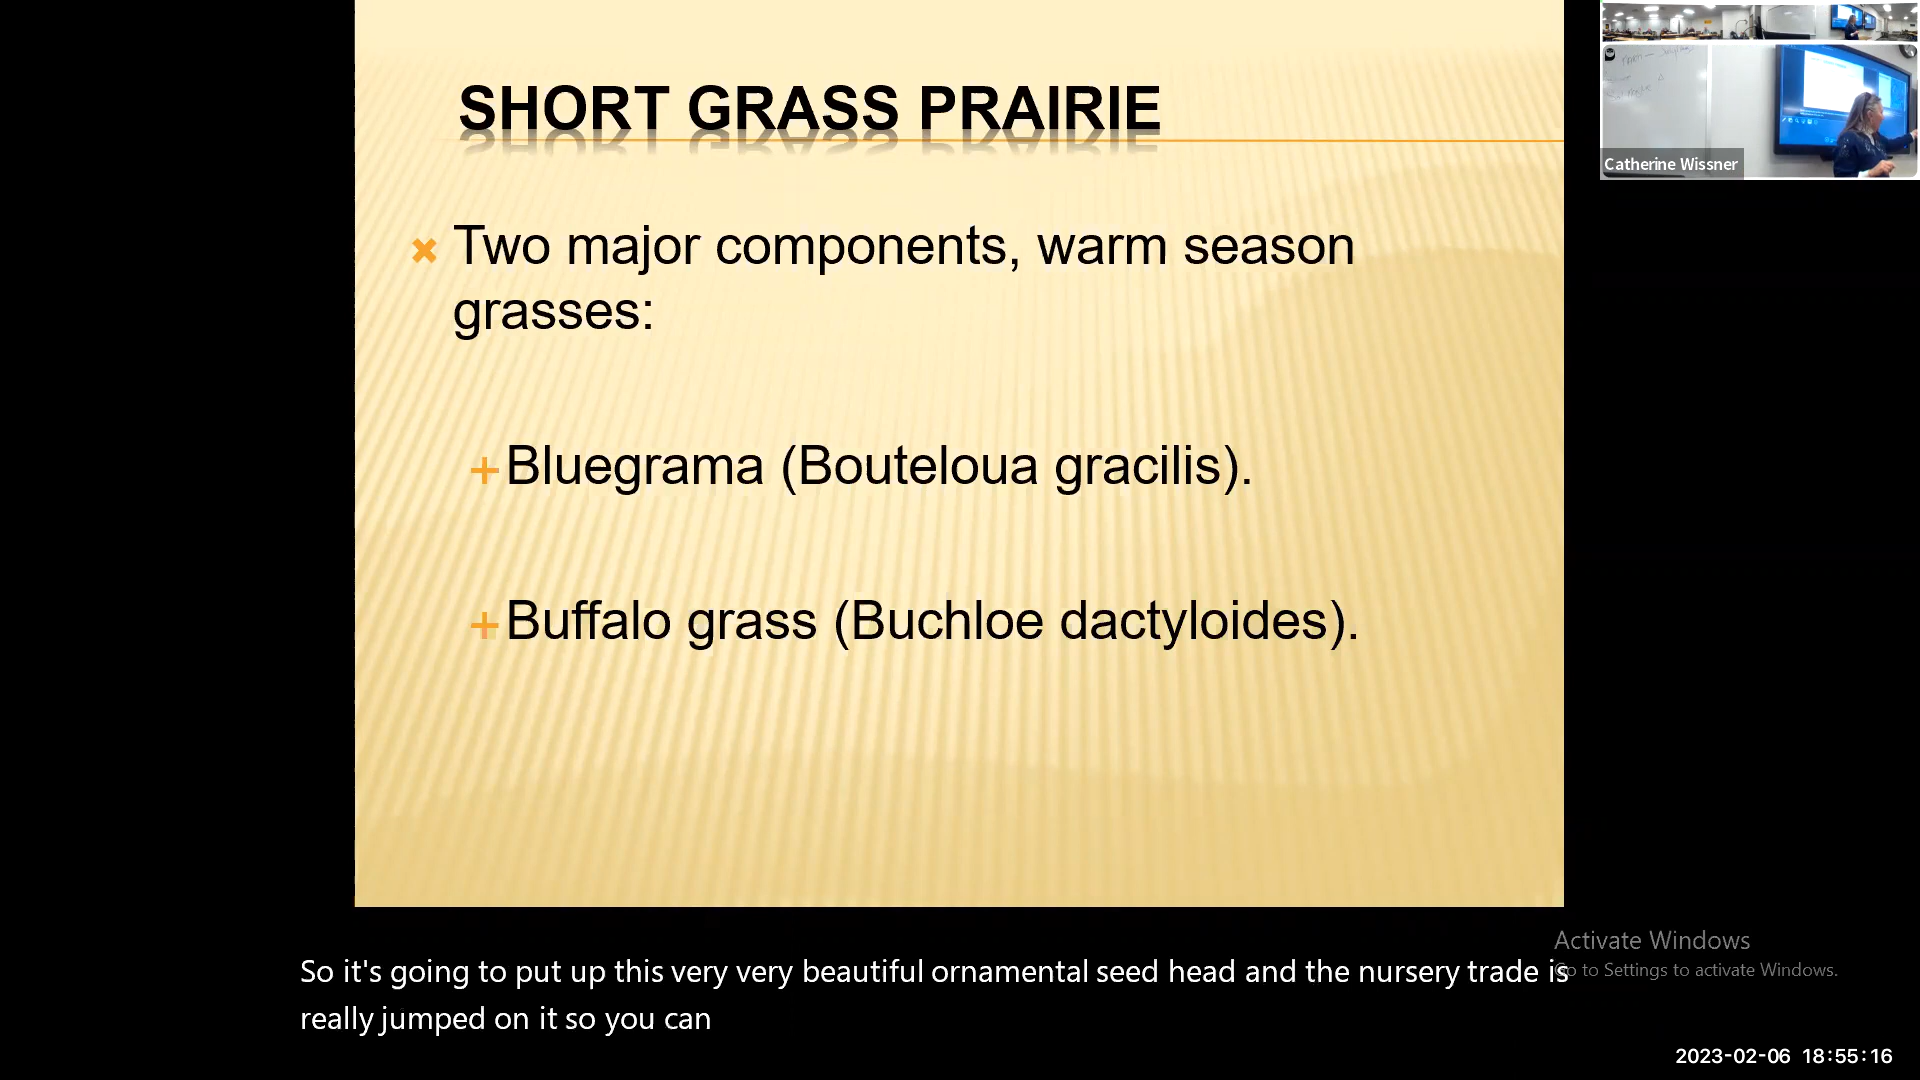 SHORT GRASS PRAIRIE
Two major components, warm season
grasses:
Bluegrama (Bouteloua gracilis).
Buffalo grass (Buchloe dactyloides).
Catherine Wissner
So it's going to put up this very very beautiful ornamental seed head and the nursery trade is
really jumped on it so you can
Activate Windows
Go to Settings to activate Windows.
2023-02-06 18:55:16